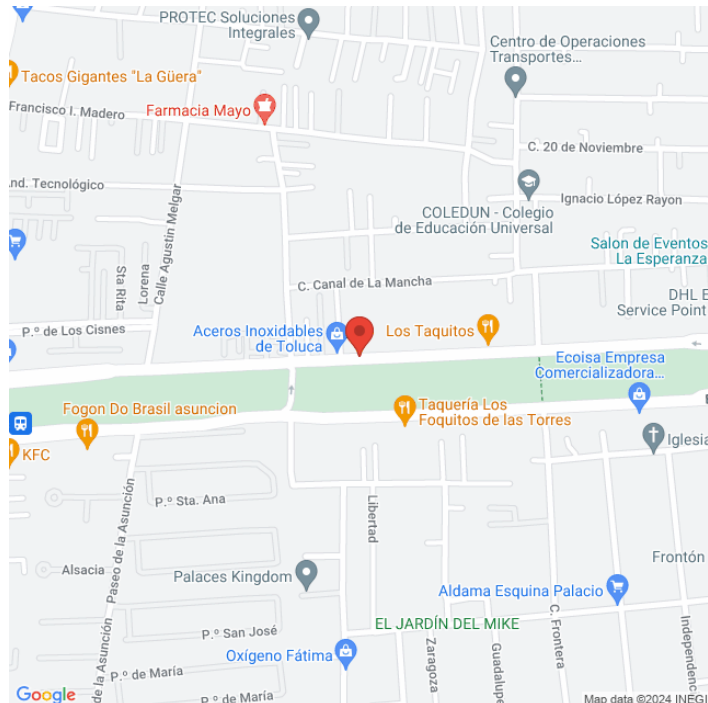 PROTEC Soluciones
Integrales
Centro de Operaciones
Transportes...
Tacos Gigantes "La Güera"
Francisco I. Madero
Farmacia Mayo
C. 20 de Noviembre
And. Tecnológico
Calle Agustín Melgar
Ignacio López Rayon
COLEDUN - Colegio
de Educación Universal
Salon de Eventos
La Esperanza
Sta Rita
Lorena
C. Canal de La Mancha
DHL E
Service Point
P.º de Los Cisnes
Aceros Inoxidables
de Toluca
Los Taquitos
Ecoisa Empresa
Comercializadora...
Fogon Do Brasil asuncion
Taquería Los
Foquitos de las Torres
KFC
Iglesia
P.º Sta. Ana
Libertad
Paseo de la Asunción
Alsacia
Palaces Kingdom
Frontón
Aldama Esquina Palacio
EL JARDÍN DEL MIKE
P.º San José
Oxígeno Fátima
Zaragoza
Guadalupe
C. Frontera
Independenc
P.º de María
de la Asunción
P.º de María
Google
Map data ©2024 INEGI